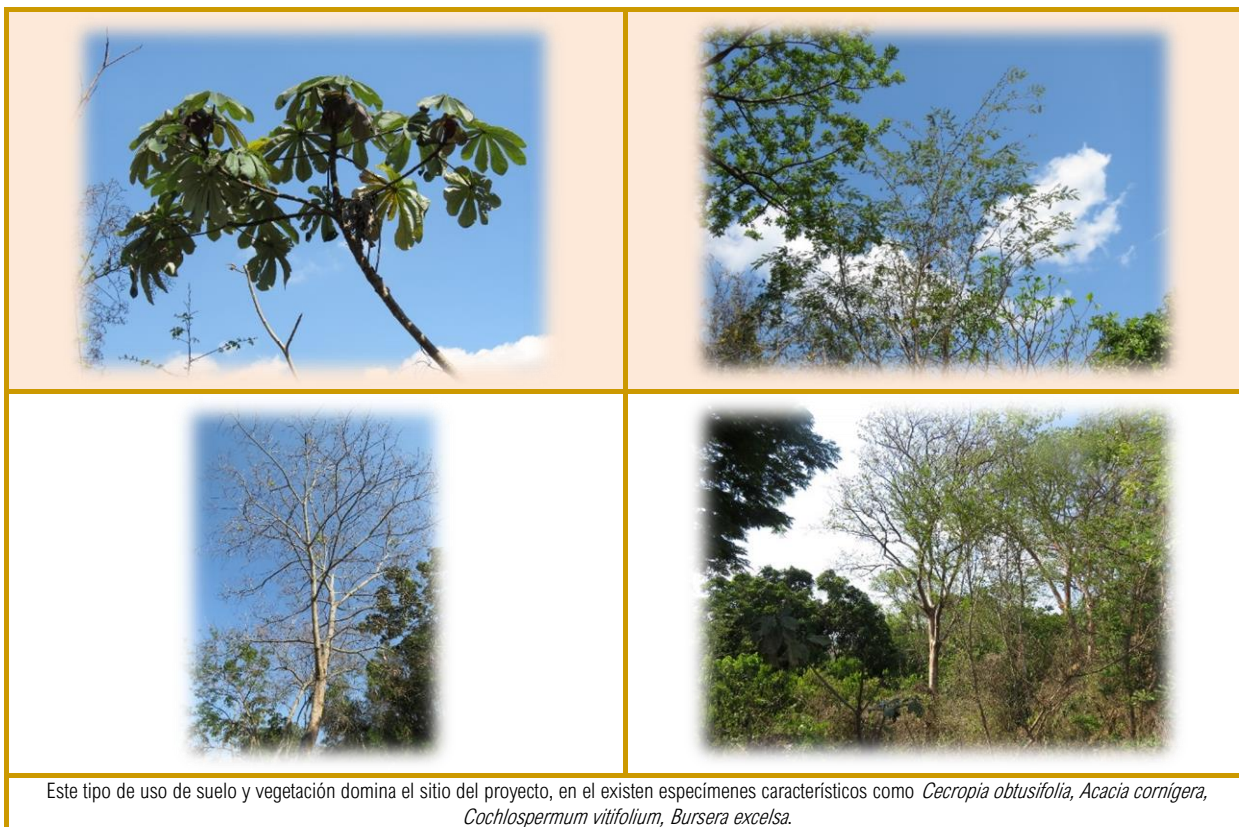 Este tipo de uso de suelo y vegetación domina el sitio del proyecto, en el existen especímenes característicos como Cecropia obtusifolia, Acacia cornígera,
Cochlospermum vitifolium, Bursera excelsa.